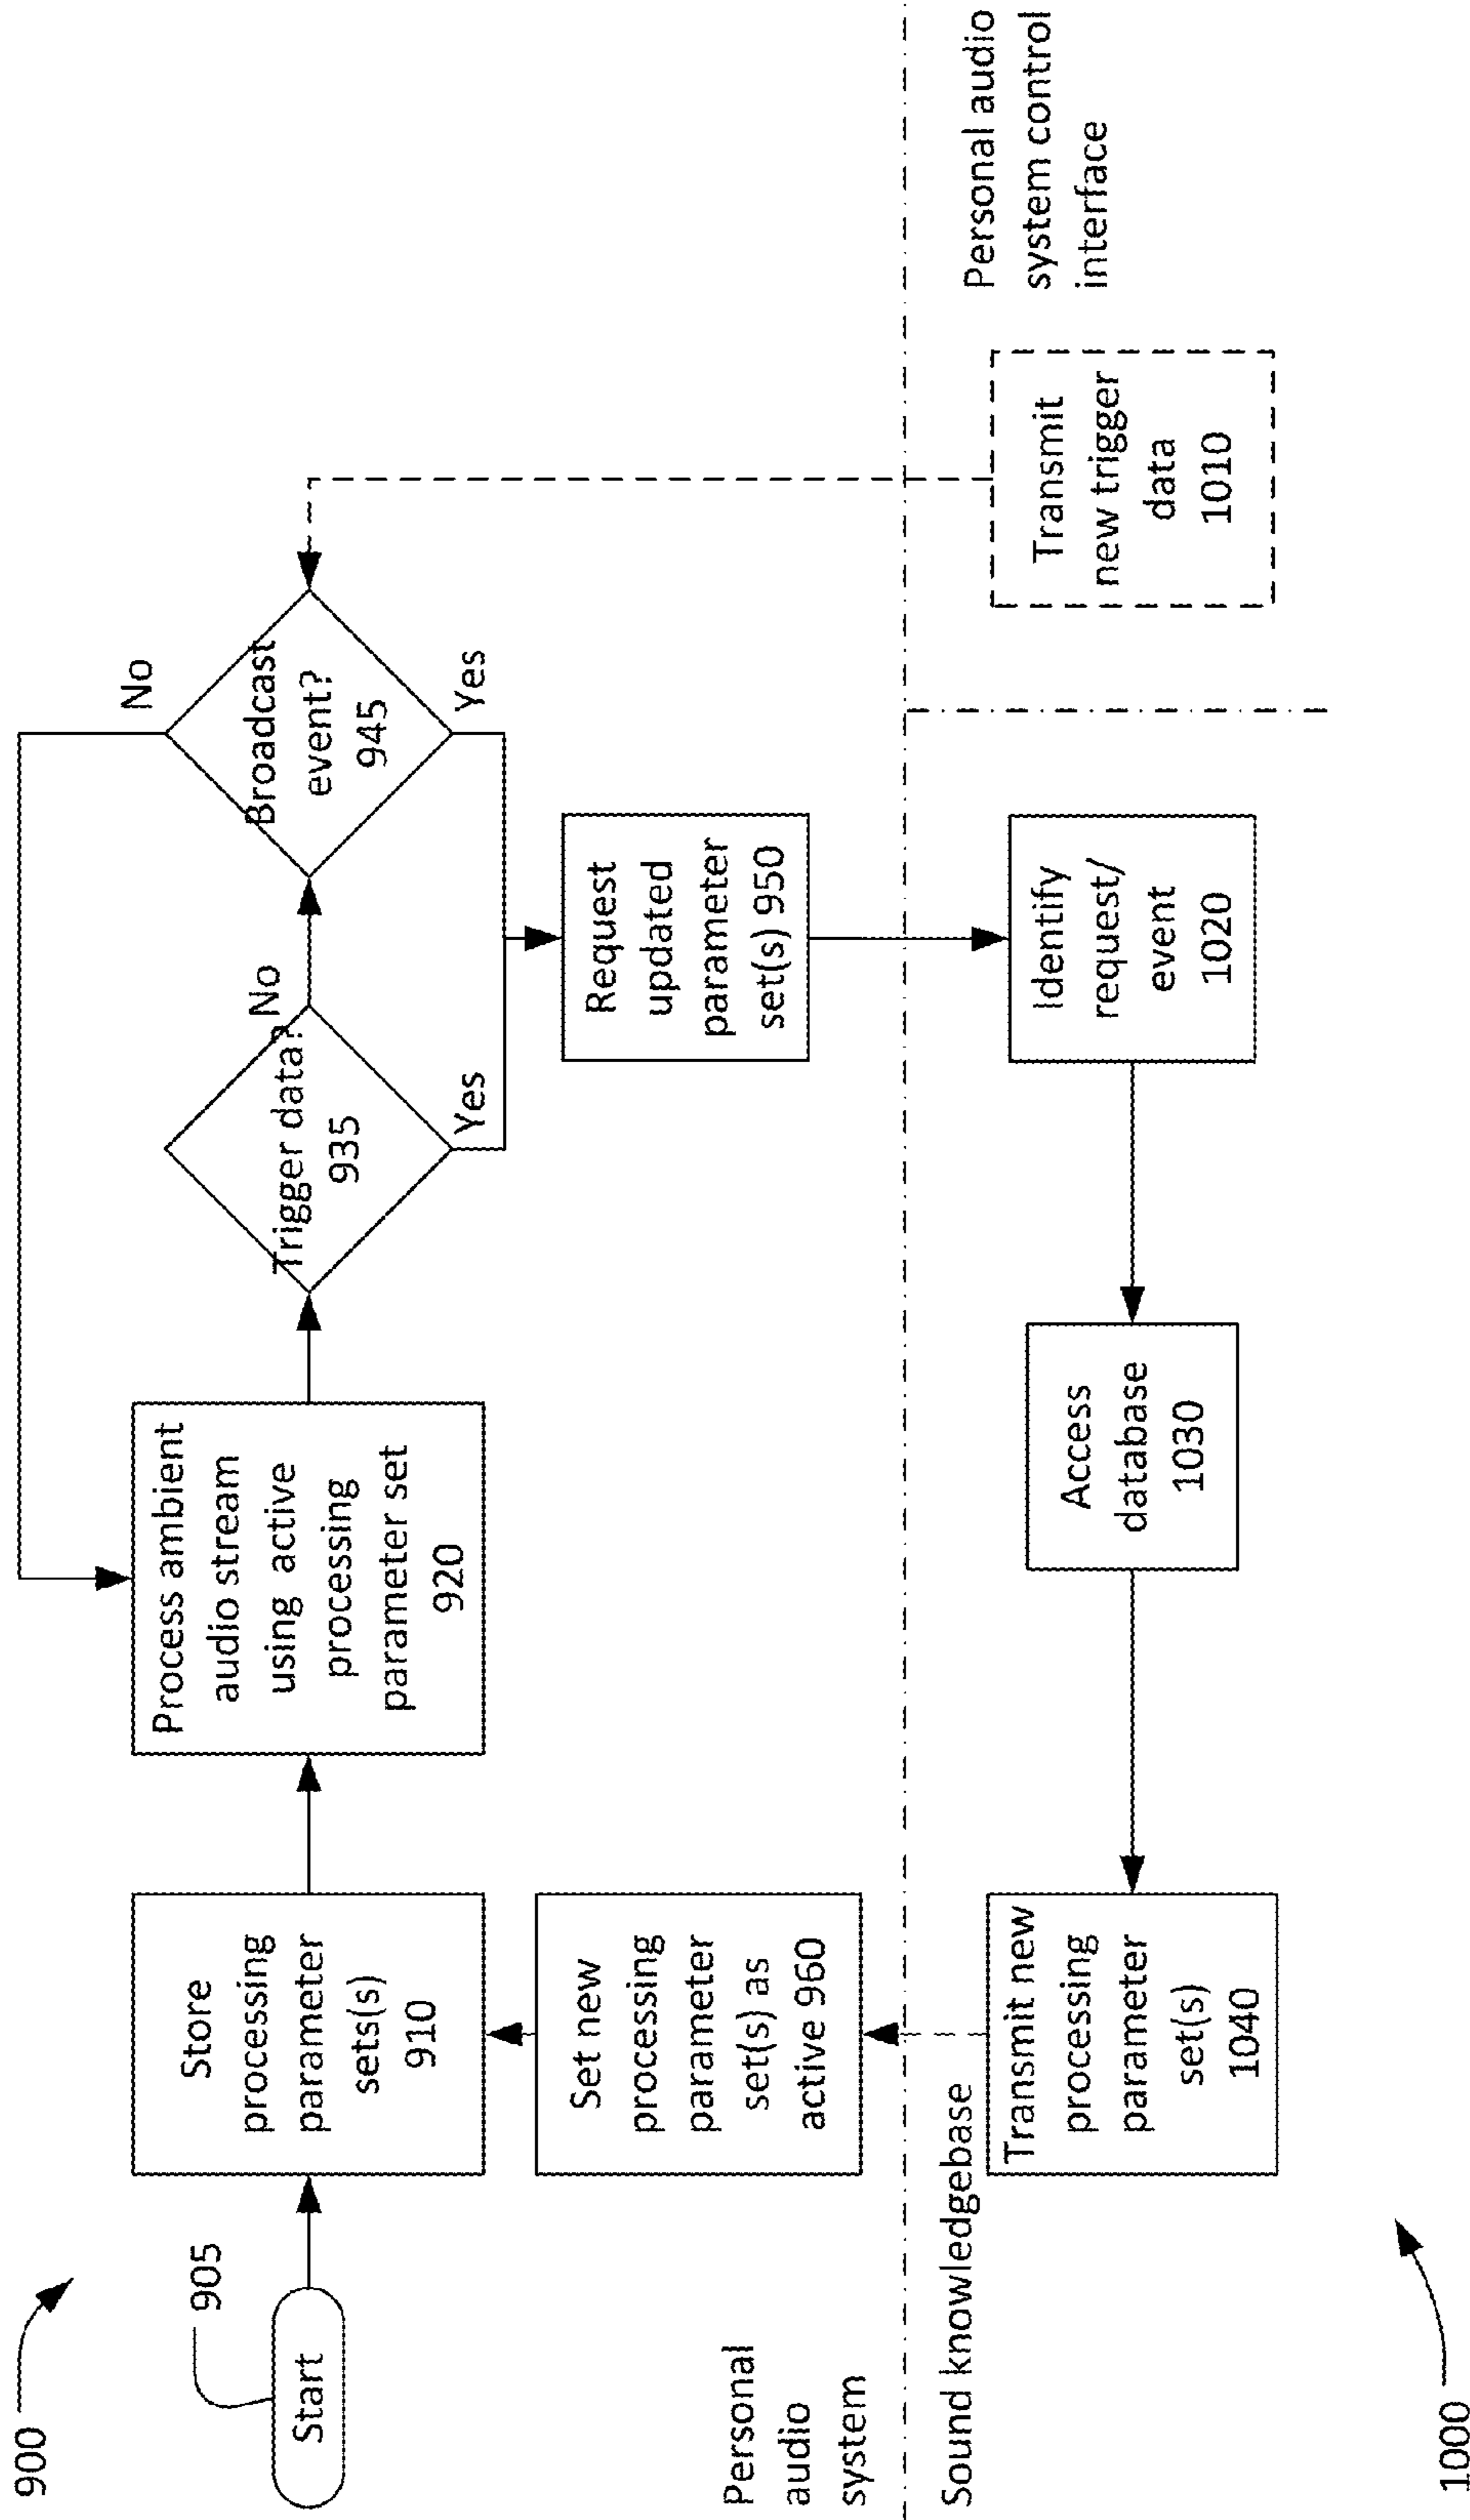 900
905
Start
Store
processing
parameter
sets(s)
910
Process ambient
audio stream
using active
processing
parameter set
920
Trigger data?
935
No
Yes
Broadcast
event?
945
No
Yes
Request
updated
parameter
set(s) 950
Set new
processing
parameter
set(s) as
active 960
Personal
audio
system
Sound knowledgebase
Personal audio
system control
interface
Transmit
new trigger
data
1010
Identify
request/
event
1020
Access
database
1030
Transmit new
processing
parameter
set(s)
1040
1000